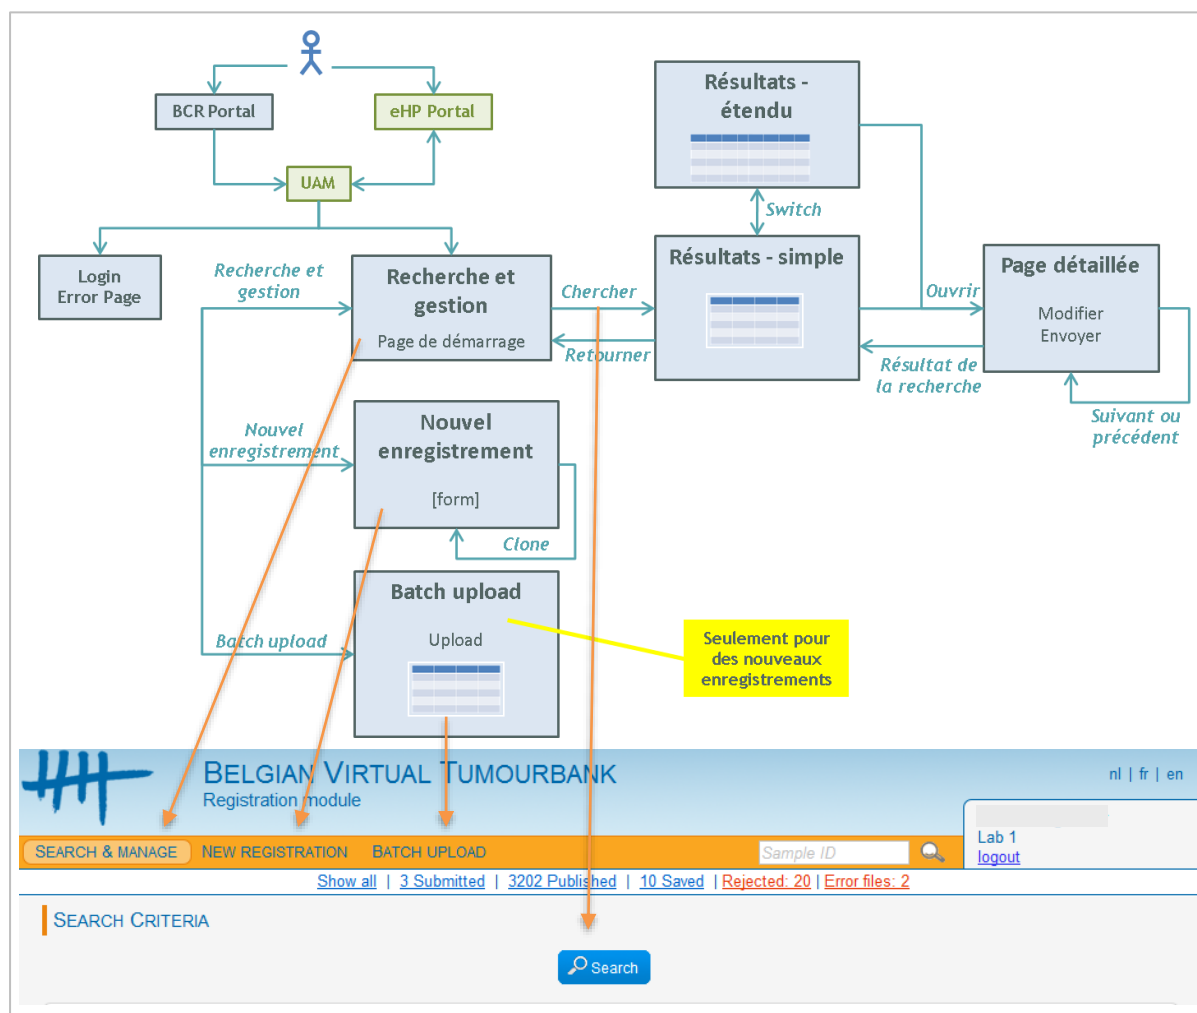 BCR Portal
eHP Portal
UAM
Login
Error Page
Recherche et
gestion
Recherche et
gestion
Page de démarrage
Chercher
Retourner
Résultats -
étendu
Switch
Résultats - simple
Ouvrir
Résultat de
la recherche
Page détaillée
Modifier
Envoyer
Suivant ou
précédent
Nouvel
enregistrement
Nouvel
enregistrement
[form]
Clone
Batch upload
Batch upload
Upload
Seulement pour
des nouveaux
enregistrements
BELGIAN VIRTUAL TUMOURBANK
Registration module
nl | fr | en
Lab 1
logout
SEARCH & MANAGE NEW REGISTRATION BATCH UPLOAD Sample ID
Show all | 3 Submitted | 3202 Published | 10 Saved | Rejected: 20 | Error files: 2
SEARCH CRITERIA
Search